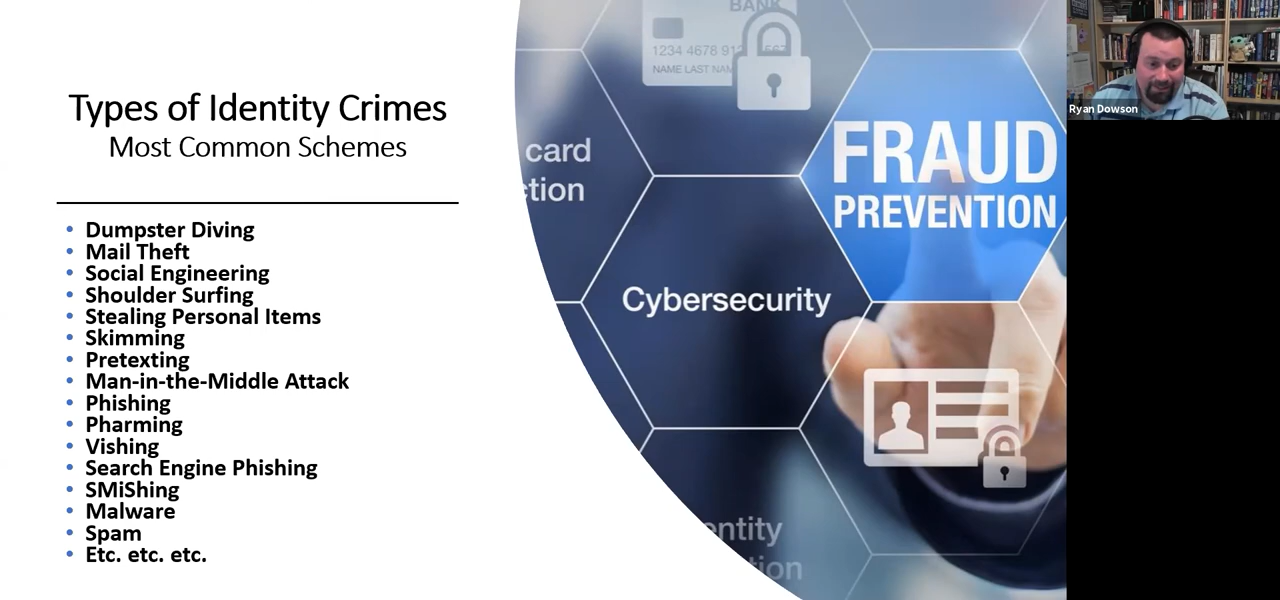 Types of Identity Crimes
Most Common Schemes
Dumpster Diving
Mail Theft
Social Engineering
Shoulder Surfing
Stealing Personal Items
Skimming
Pretexting
Man-in-the-Middle Attack
Phishing
Pharming
Vishing
Search Engine Phishing
SMiShing
Malware
Spam
Etc. etc. etc.
BANK
1234 4678 91
NAME LAST NAM
card
ction
FRAUD
PREVENTION
Cybersecurity
entity
tion
Ryan Dowson